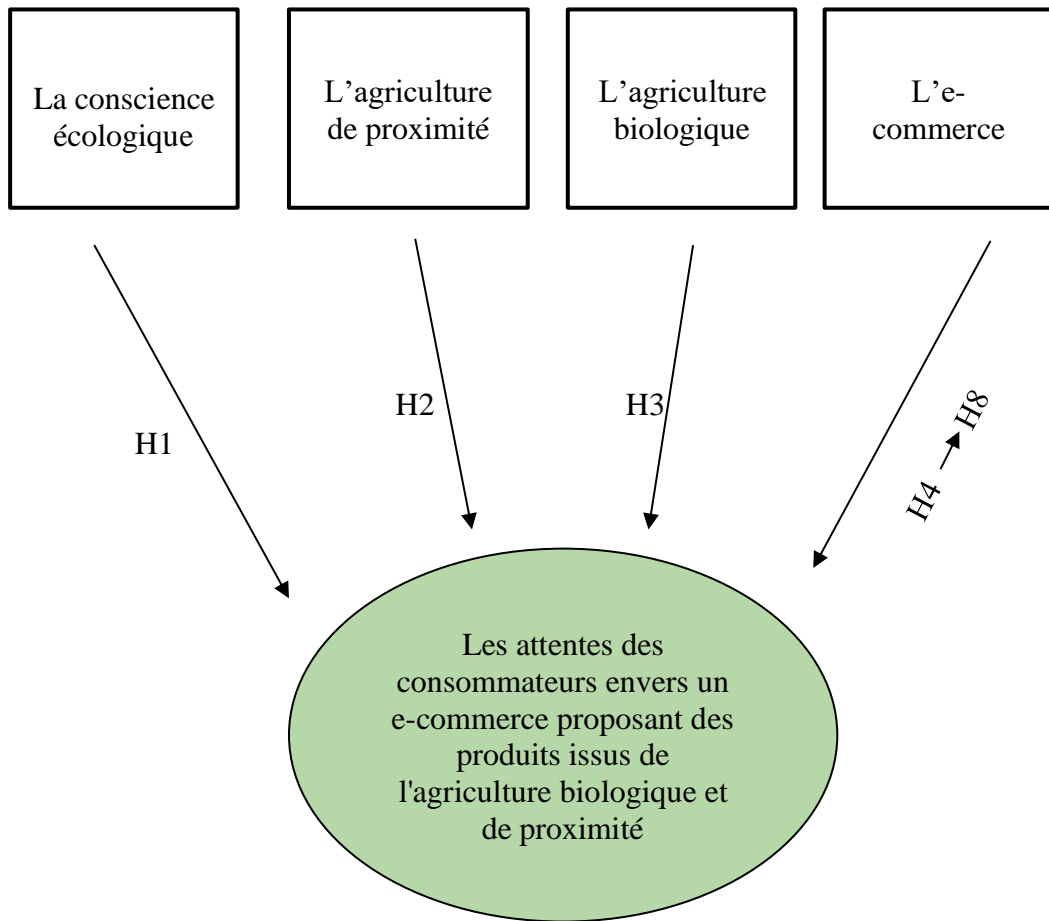 La conscience
écologique
L’agriculture
de proximité
L’agriculture
biologique
L’e-
commerce
H1
H2
H3
H4
H8
Les attentes des
consommateurs envers un
e-commerce proposant des
produits issus de
l'agriculture biologique et
de proximité